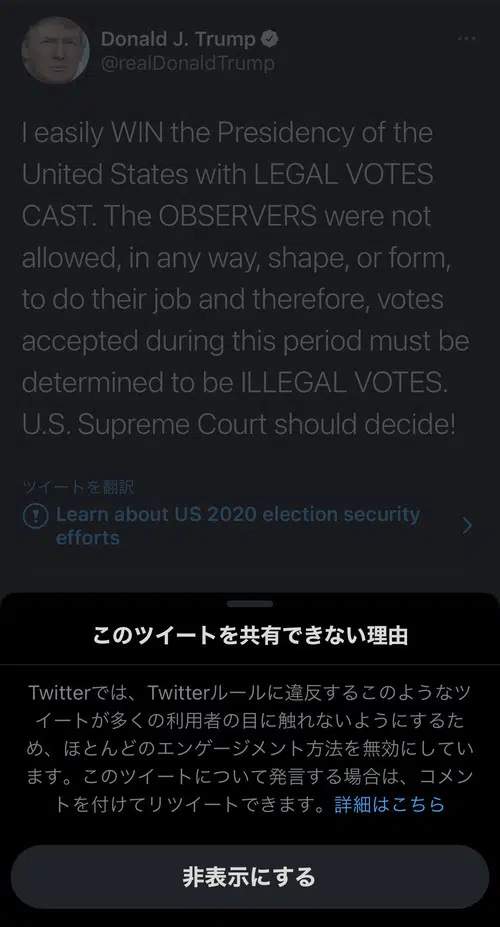 Donald J. Trump
@realDonaldTrump
I easily WIN the Presidency of the
United States with LEGAL VOTES
CAST. The OBSERVERS were not
allowed, in any way, shape, or form,
to do their job and therefore, votes
accepted during this period must be
determined to be ILLEGAL VOTES.
U.S. Supreme Court should decide!
ツイートを翻訳
Learn about US 2020 election security
efforts
このツイートを共有できない理由
Twitterでは、Twitterルールに違反するこのようなツ
イートが多くの利用者の目に触れないようにするた
め、ほとんどのエンゲージメント方法を無効にしてい
ます。このツイートについて発言する場合は、コメン
トを付けてリツイートできます。詳細はこちら
非表示にする